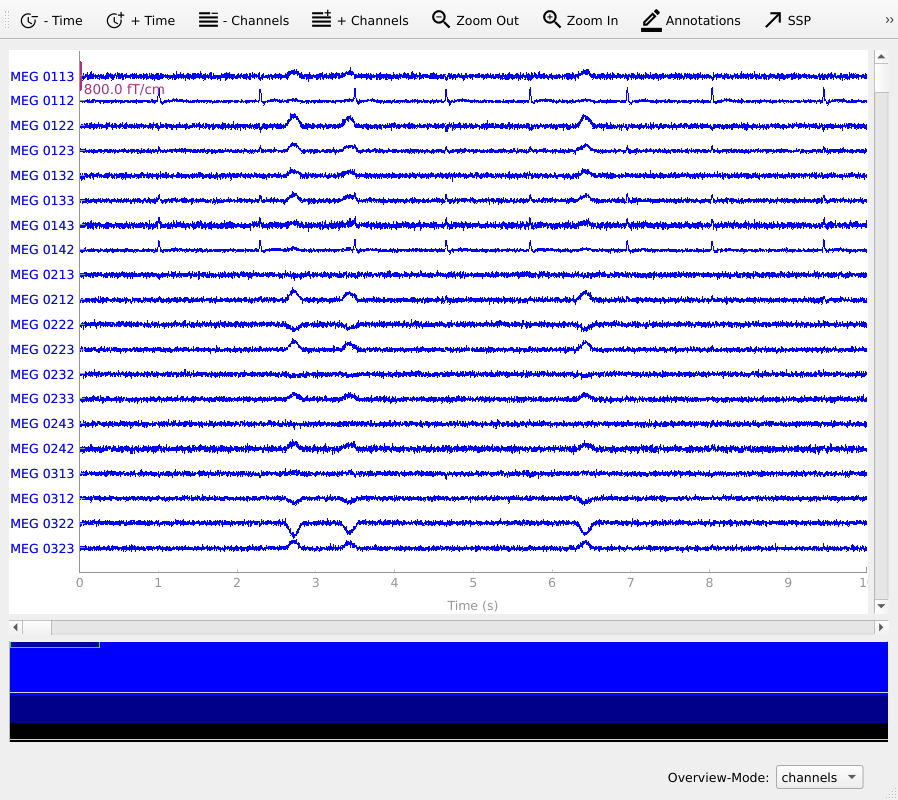 - Time + Time - Channels + Channels Zoom Out Zoom In Annotations SSP »
MEG 0113
800.0 fT/cm
MEG 0112
MEG 0122
MEG 0123
MEG 0132
MEG 0133
MEG 0143
MEG 0142
MEG 0213
MEG 0212
MEG 0222
MEG 0223
MEG 0232
MEG 0233
MEG 0243
MEG 0242
MEG 0313
MEG 0312
MEG 0322
MEG 0323
0 1 2 3 4 5 6 7 8 9 1
Time (s)
Overview-Mode: channels